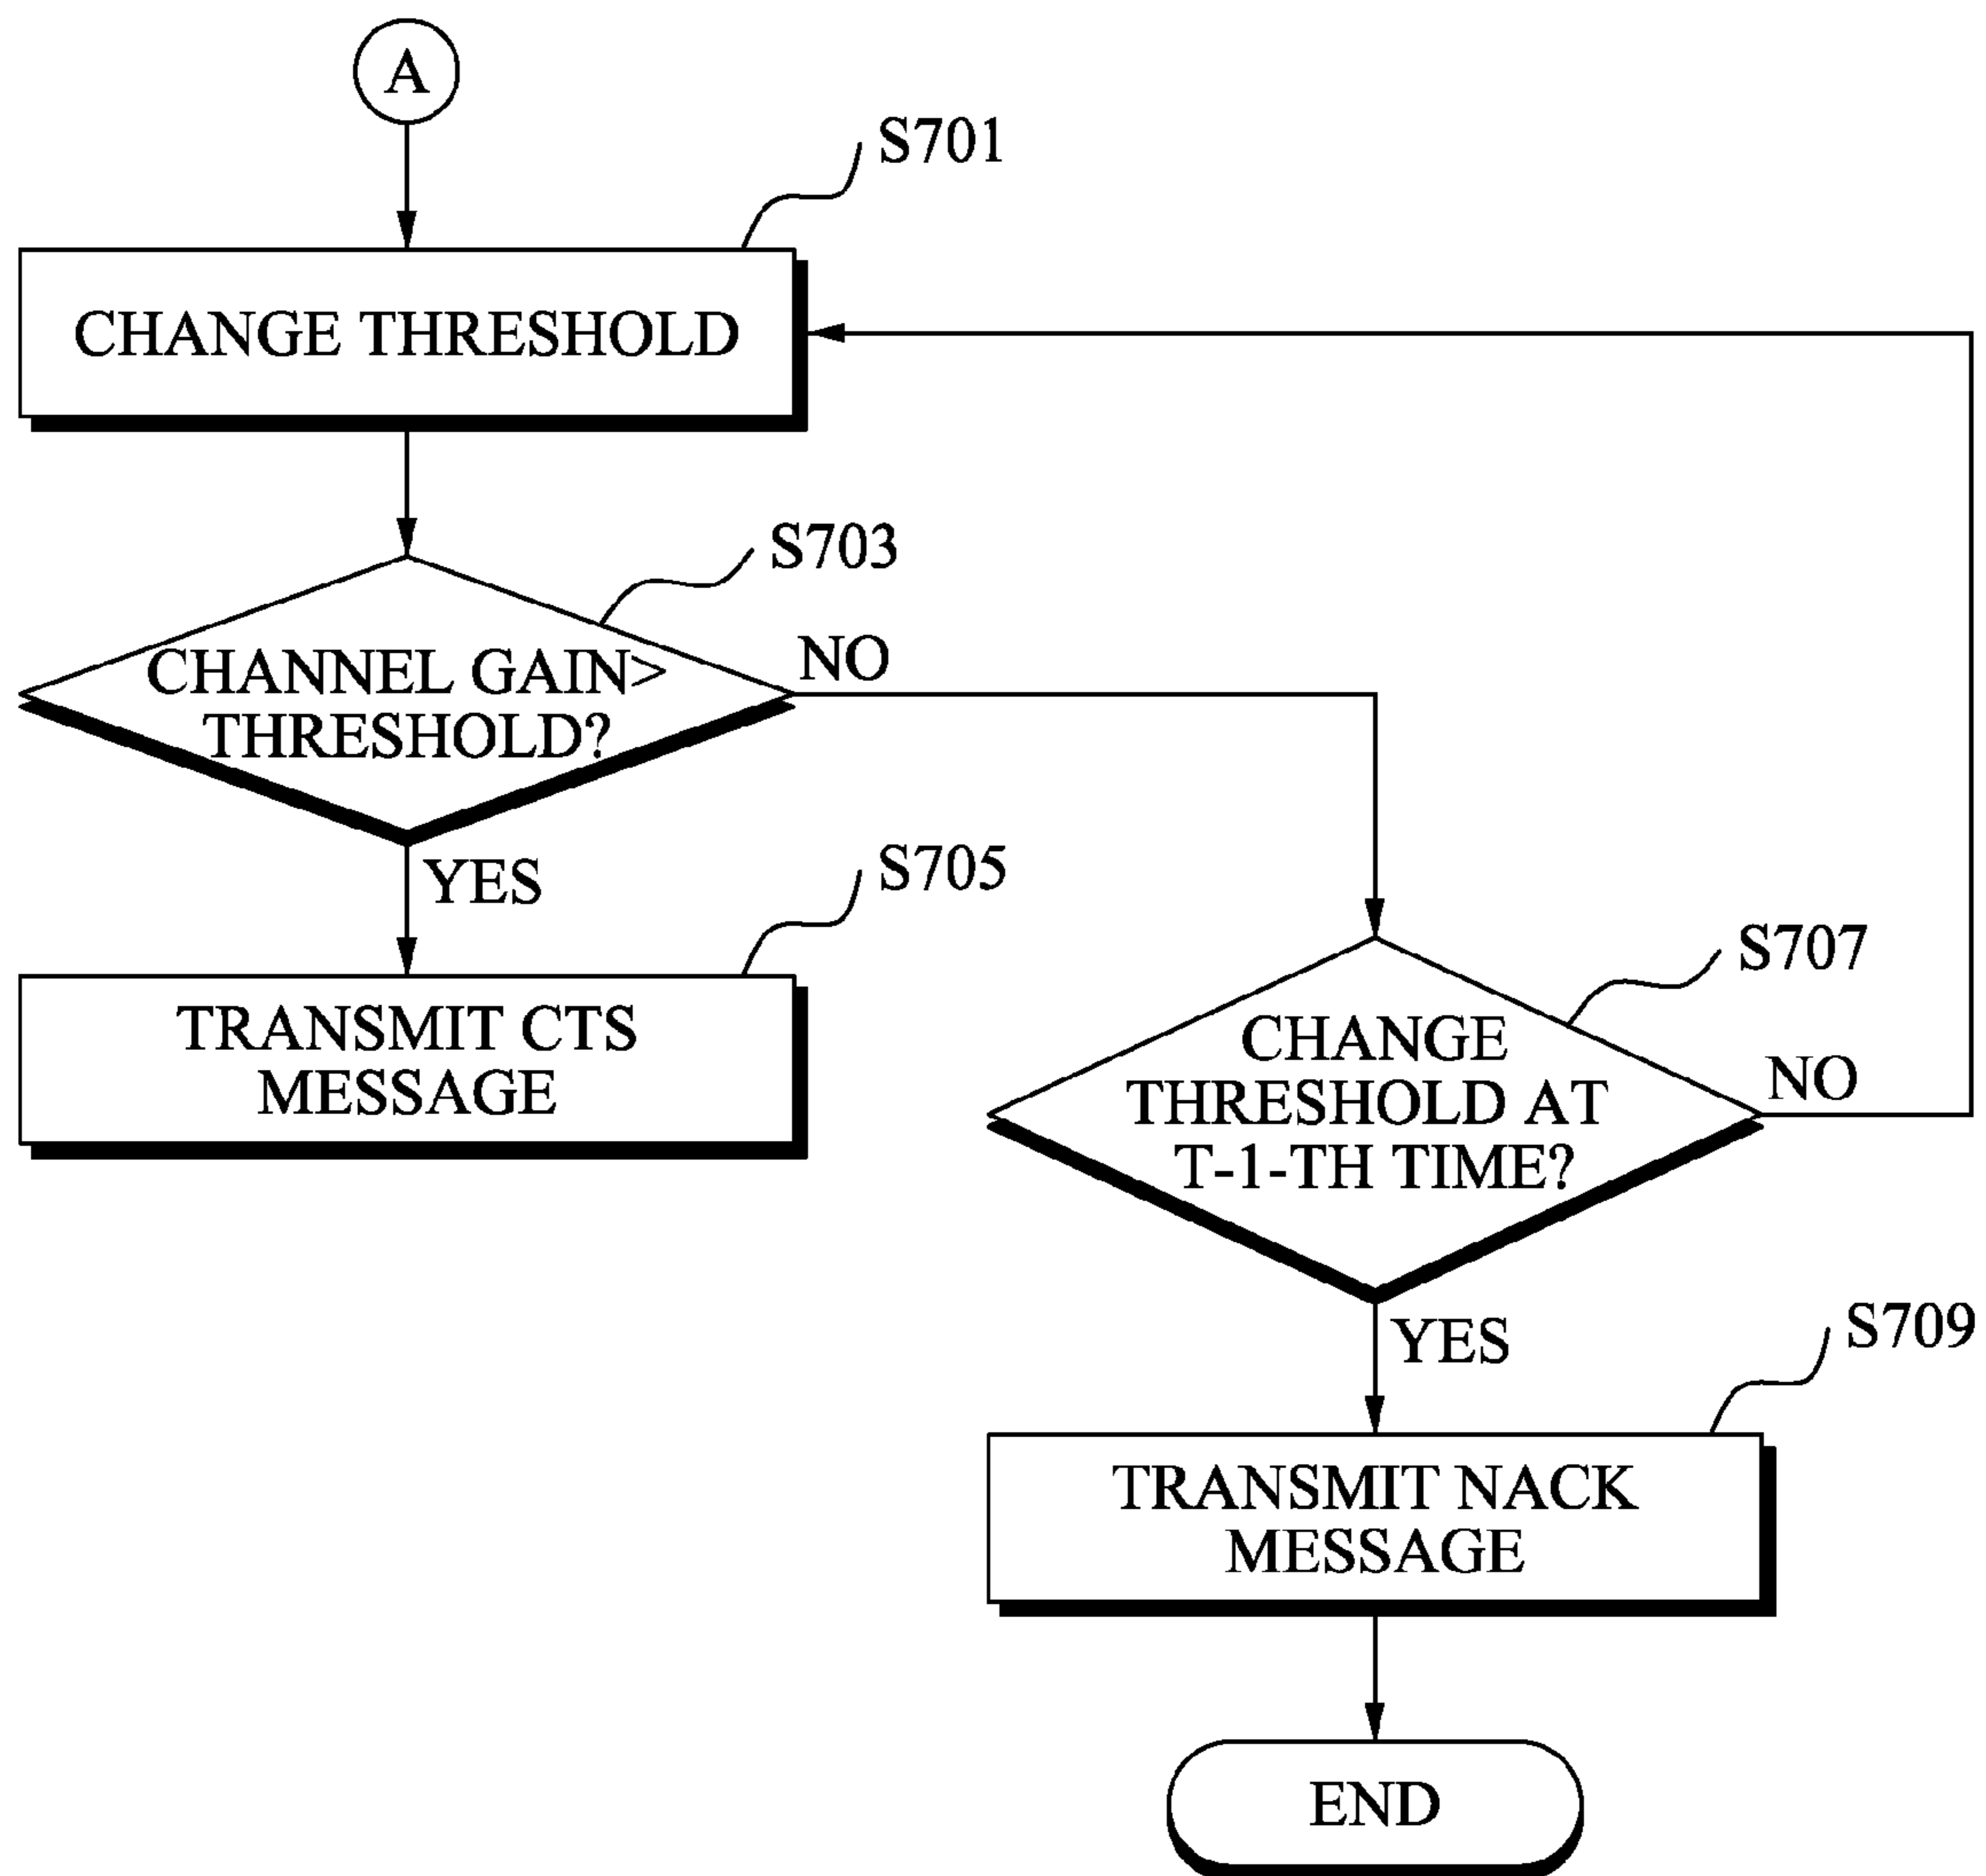 A
S701
CHANGE THRESHOLD
S703
CHANNEL GAIN>
THRESHOLD?
NO
YES
S705
TRANSMIT CTS
MESSAGE
S707
CHANGE
THRESHOLD AT
T-1-TH TIME?
NO
YES
S709
TRANSMIT NACK
MESSAGE
END